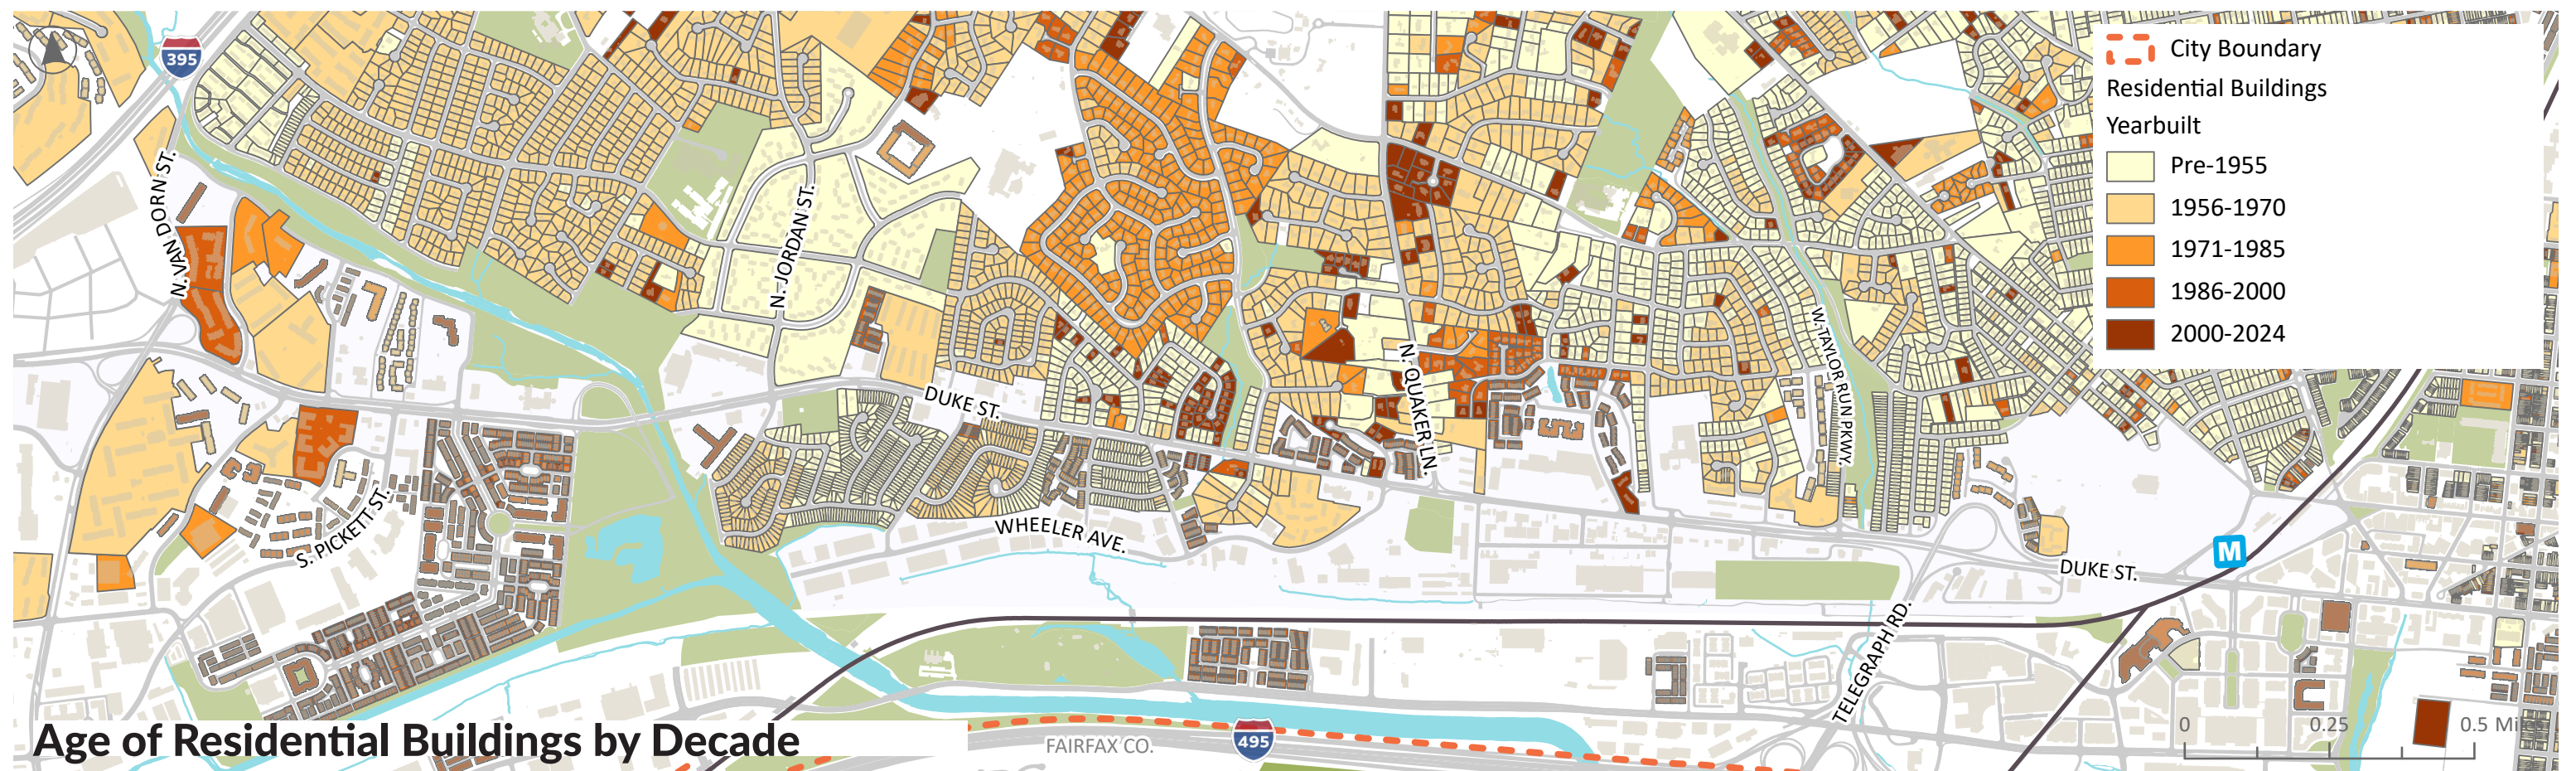 395
N. VAN DORN ST.
N. JORDAN ST.
DUKE ST.
N. QUAKER LN.
W. TAYLOR RUN PKWY.
S. PICKETT ST.
WHEELER AVE.
DUKE ST.
M
TELEGRAPH RD.
FAIRFAX CO.
495
City Boundary
Residential Buildings
Yearbuilt
Pre-1955
1956-1970
1971-1985
1986-2000
2000-2024
0 0.25 0.5 Miles
Age of Residential Buildings by Decade